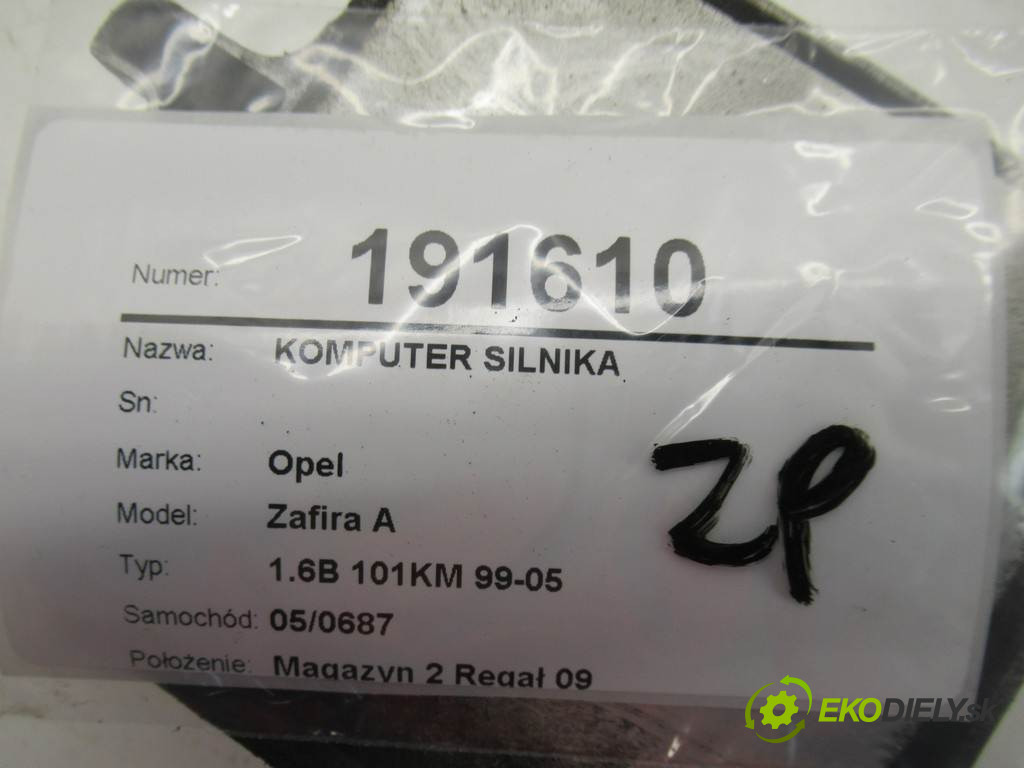 Numer: 191610
Nazwa: KOMPUTER SILNIKA
Sn:
Marka: Opel
Model: Zafira A
ZP
Typ: 1.6B 101KM 99-05
Samochód: 05/0687
Położenie: Magazyn 2 Regał 09
EKODIELY.sk